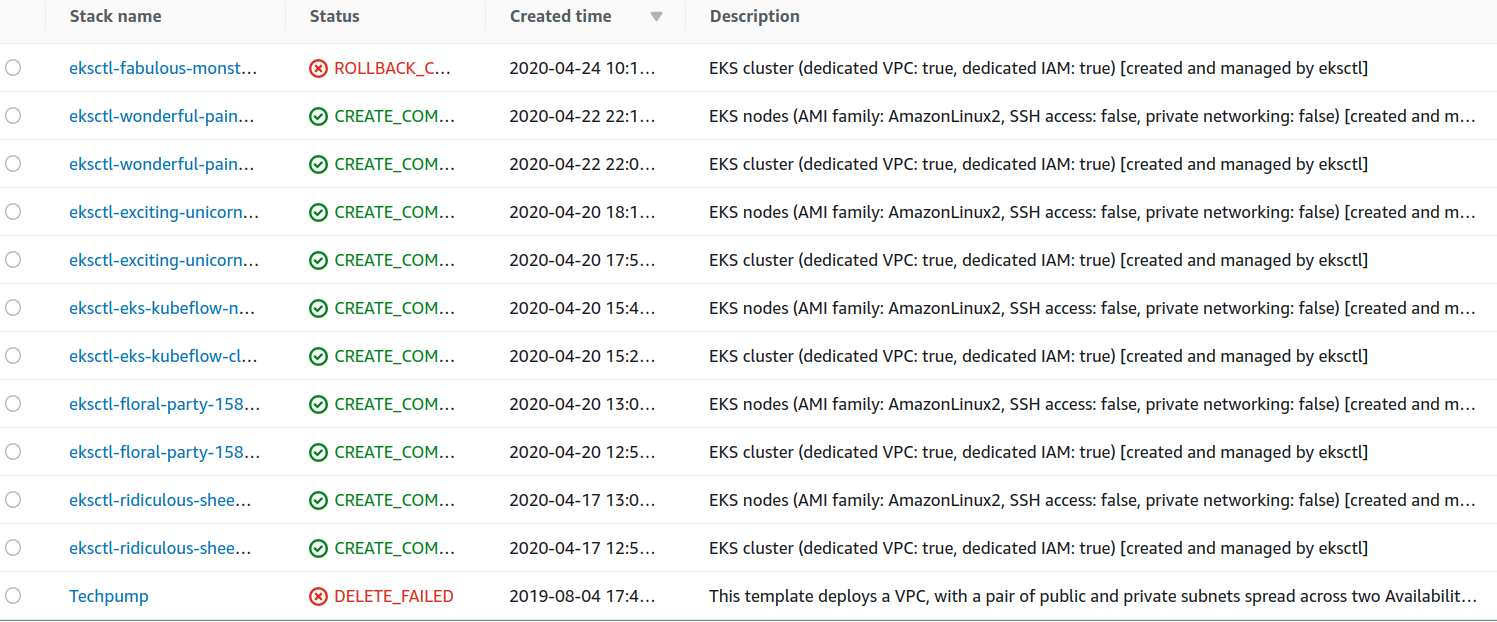 Stack name Status Created time Description
eksctl-fabulous-monst... ROLLBACK_C... 2020-04-24 10:1... EKS cluster (dedicated VPC: true, dedicated IAM: true) [created and managed by eksctl]
eksctl-wonderful-pain... CREATE_COM... 2020-04-22 22:1... EKS nodes (AMI family: AmazonLinux2, SSH access: false, private networking: false) [created and m...
eksctl-wonderful-pain... CREATE_COM... 2020-04-22 22:0... EKS cluster (dedicated VPC: true, dedicated IAM: true) [created and managed by eksctl]
eksctl-exciting-unicorn... CREATE_COM... 2020-04-20 18:1... EKS nodes (AMI family: AmazonLinux2, SSH access: false, private networking: false) [created and m...
eksctl-exciting-unicorn... CREATE_COM... 2020-04-20 17:5... EKS cluster (dedicated VPC: true, dedicated IAM: true) [created and managed by eksctl]
eksctl-eks-kubeflow-n... CREATE_COM... 2020-04-20 15:4... EKS nodes (AMI family: AmazonLinux2, SSH access: false, private networking: false) [created and m...
eksctl-eks-kubeflow-cl... CREATE_COM... 2020-04-20 15:2... EKS cluster (dedicated VPC: true, dedicated IAM: true) [created and managed by eksctl]
eksctl-floral-party-158... CREATE_COM... 2020-04-20 13:0... EKS nodes (AMI family: AmazonLinux2, SSH access: false, private networking: false) [created and m...
eksctl-floral-party-158... CREATE_COM... 2020-04-20 12:5... EKS cluster (dedicated VPC: true, dedicated IAM: true) [created and managed by eksctl]
eksctl-ridiculous-shee... CREATE_COM... 2020-04-17 13:0... EKS nodes (AMI family: AmazonLinux2, SSH access: false, private networking: false) [created and m...
eksctl-ridiculous-shee... CREATE_COM... 2020-04-17 12:5... EKS cluster (dedicated VPC: true, dedicated IAM: true) [created and managed by eksctl]
Techpump DELETE_FAILED 2019-08-04 17:4... This template deploys a VPC, with a pair of public and private subnets spread across two Availabilit...